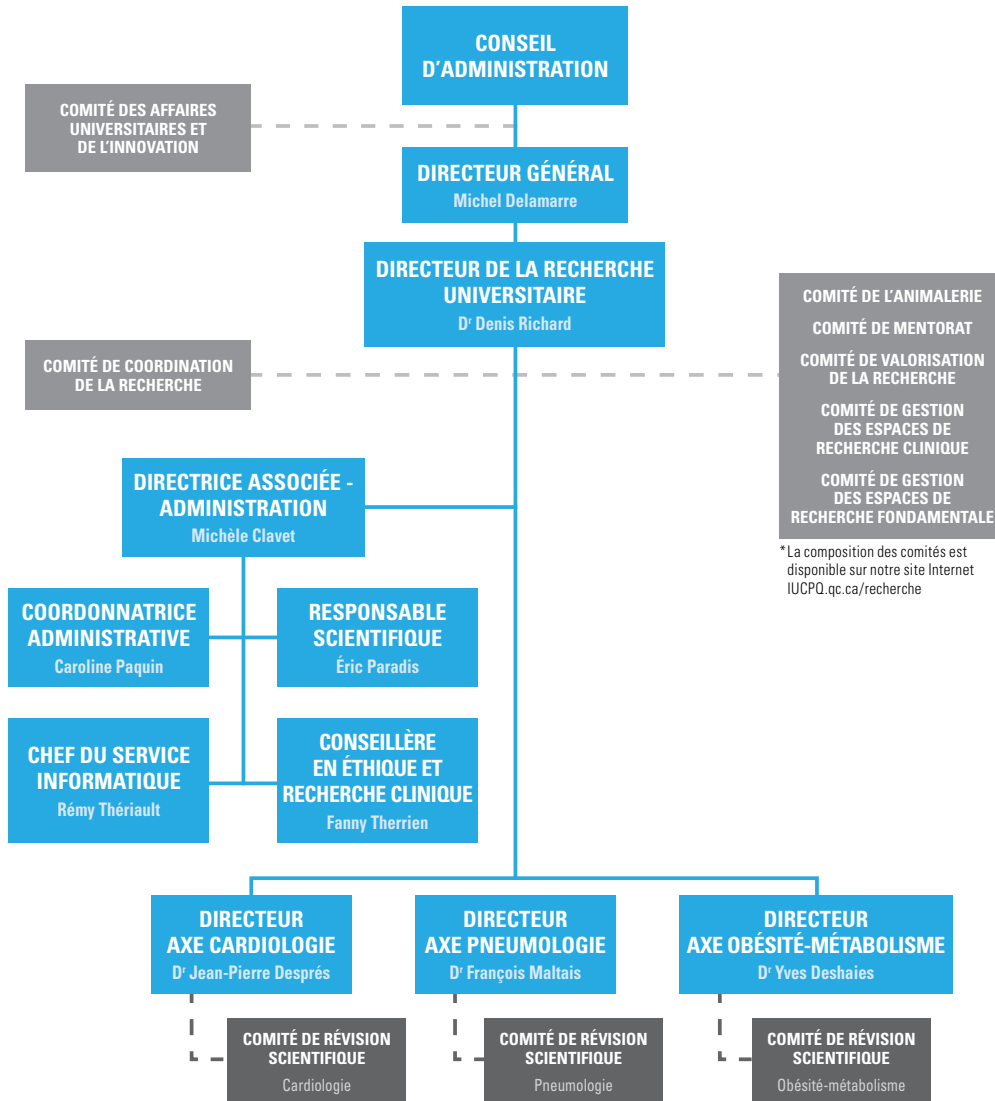 CONSEIL
D'ADMINISTRATION
COMITÉ DES AFFAIRES
UNIVERSITAIRES ET
DE L'INNOVATION
DIRECTEUR GÉNÉRAL
Michel Delamarre
DIRECTEUR DE LA RECHERCHE
UNIVERSITAIRE
Dr Denis Richard
COMITÉ DE COORDINATION
DE LA RECHERCHE
COMITÉ DE L'ANIMALERIE
COMITÉ DE MENTORAT
COMITÉ DE VALORISATION
DE LA RECHERCHE
COMITÉ DE GESTION
DES ESPACES DE
RECHERCHE CLINIQUE
COMITÉ DE GESTION
DES ESPACES DE
RECHERCHE FONDAMENTALE
*La composition des comités est
disponible sur notre site Internet
IUCPQ.qc.ca/recherche
DIRECTRICE ASSOCIÉE -
ADMINISTRATION
Michèle Clavet
COORDONNATRICE
ADMINISTRATIVE
Caroline Paquin
RESPONSABLE
SCIENTIFIQUE
Éric Paradis
CHEF DU SERVICE
INFORMATIQUE
Rémy Thériault
CONSEILLÈRE
EN ÉTHIQUE ET
RECHERCHE CLINIQUE
Fanny Therrien
DIRECTEUR
AXE CARDIOLOGIE
Dr Jean-Pierre Després
DIRECTEUR
AXE PNEUMOLOGIE
Dr François Maltais
DIRECTEUR
AXE OBÉSITÉ-MÉTABOLISME
Dr Yves Deshaies
COMITÉ DE RÉVISION
SCIENTIFIQUE
Cardiologie
COMITÉ DE RÉVISION
SCIENTIFIQUE
Pneumologie
COMITÉ DE RÉVISION
SCIENTIFIQUE
Obésité-métabolisme